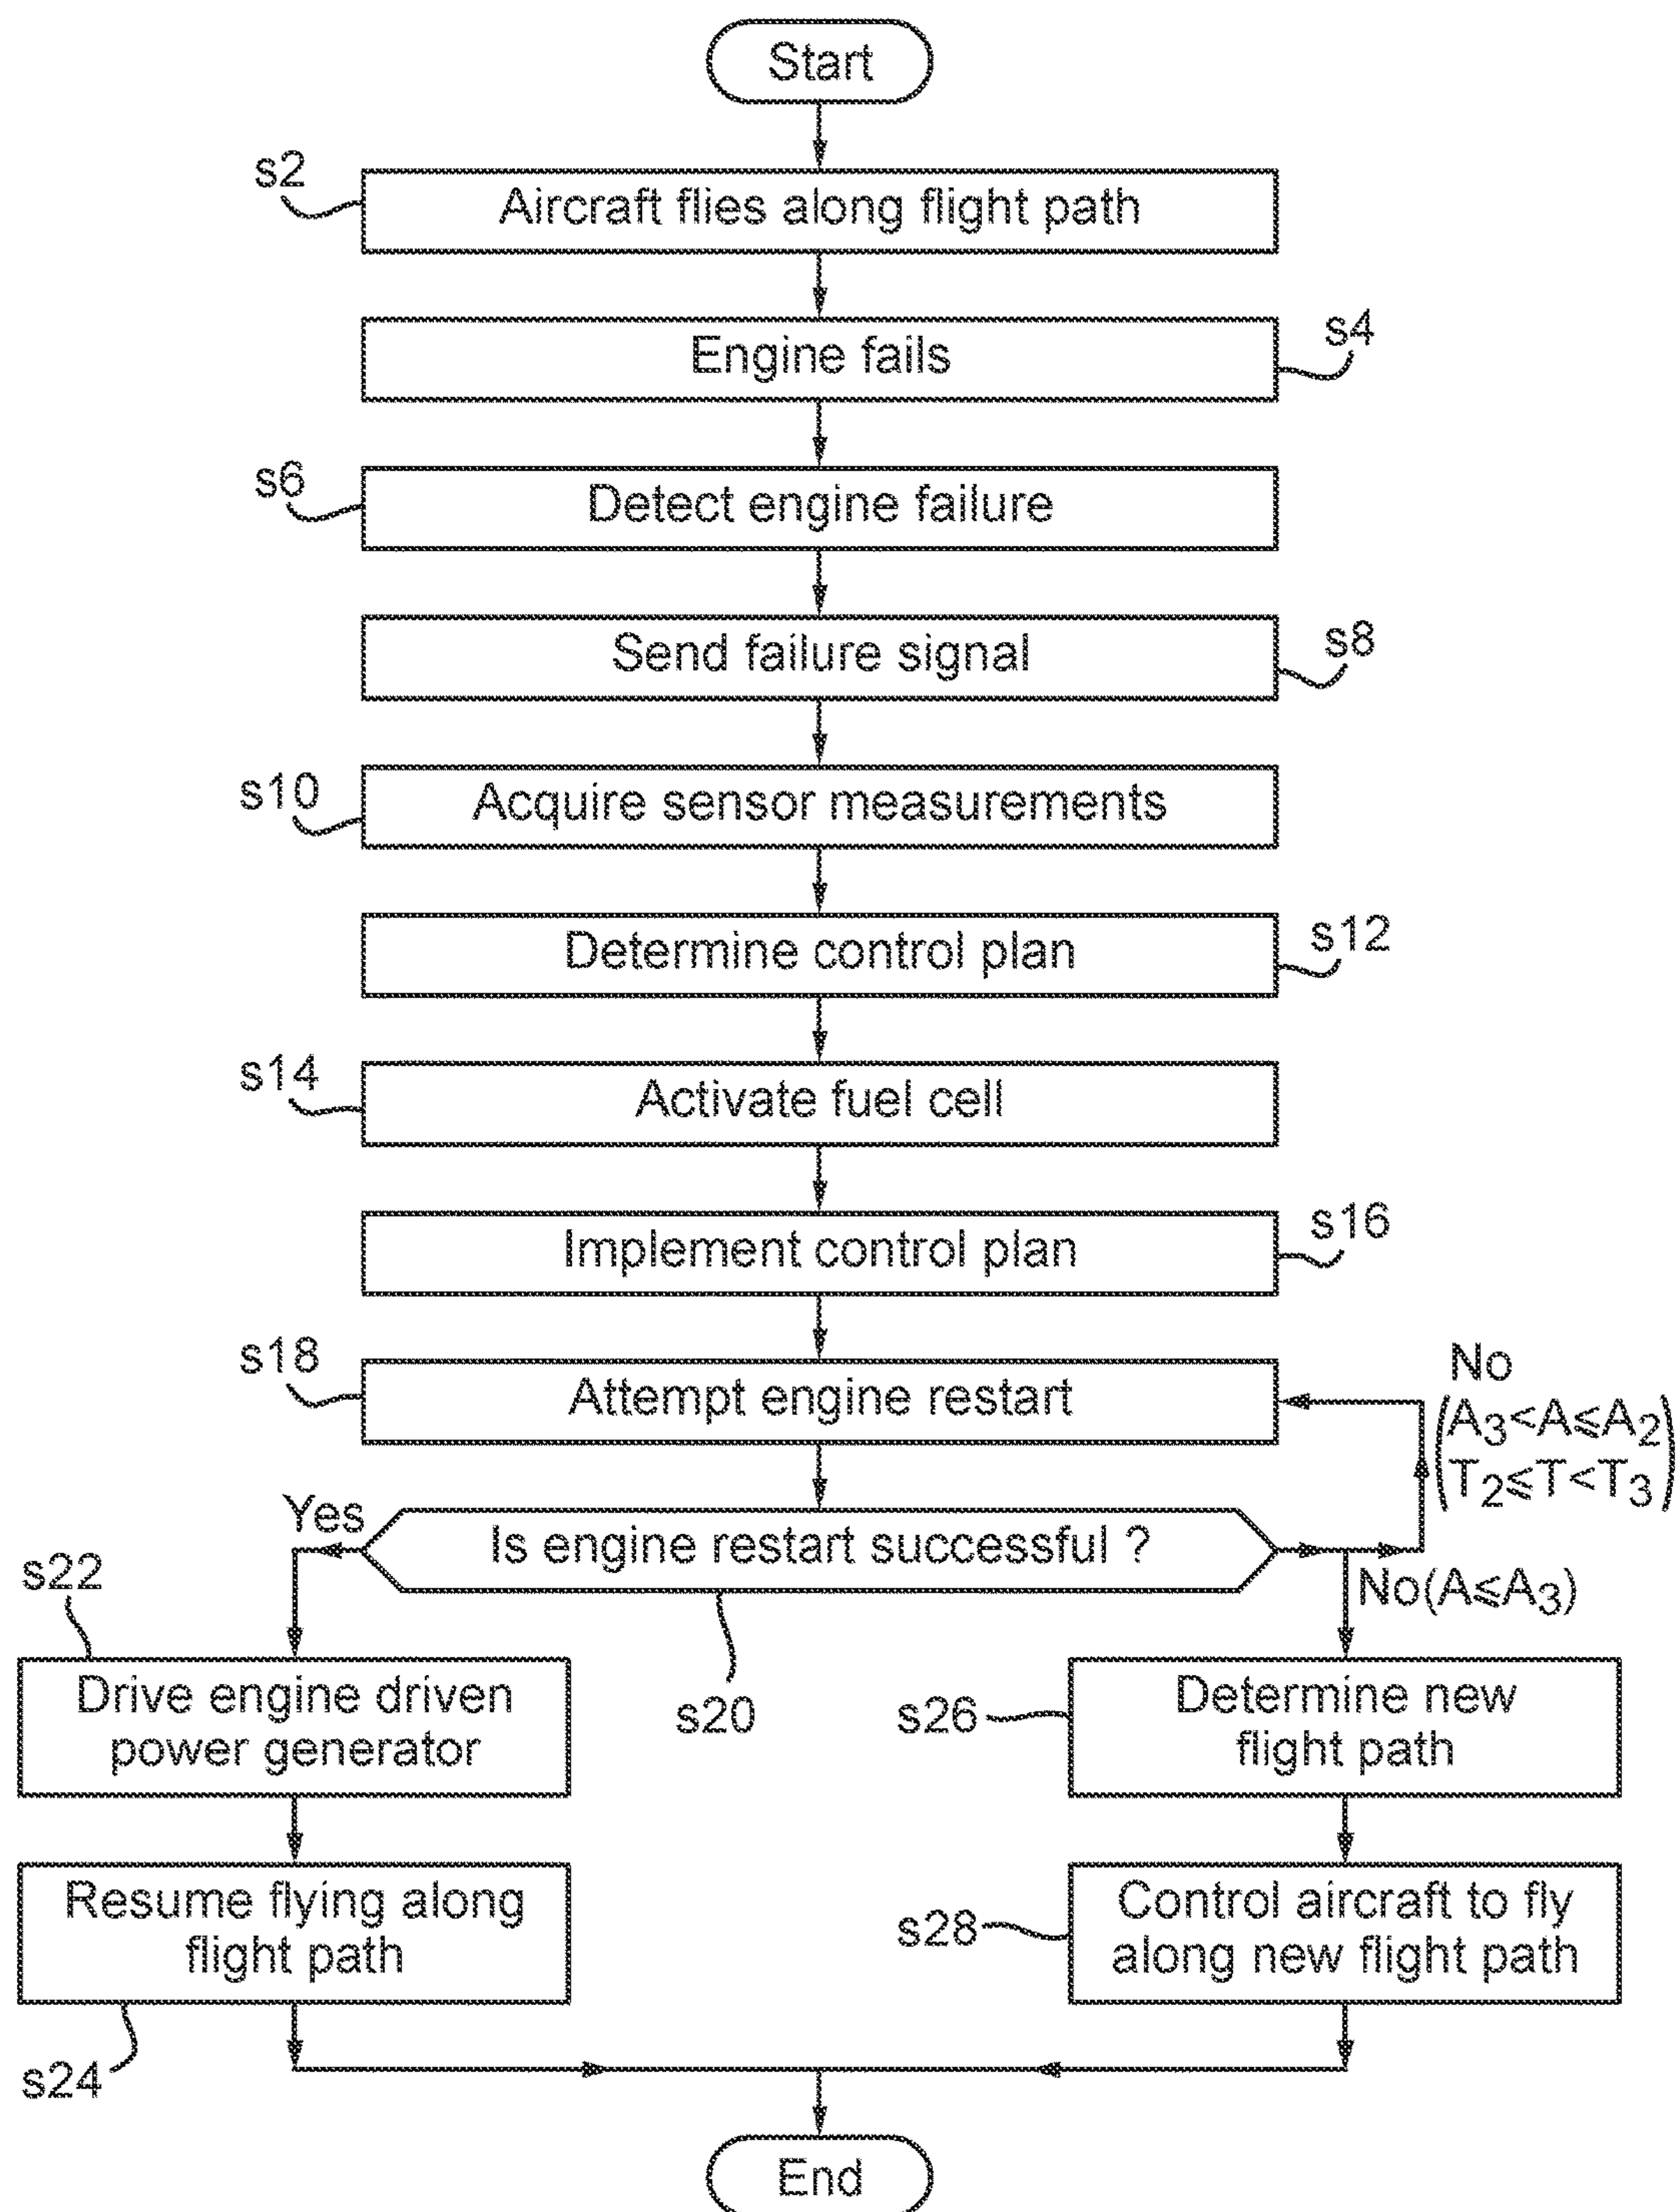 Start
s2
Aircraft flies along flight path
Engine fails
s4
s6
Detect engine failure
Send failure signal
s8
s10
Acquire sensor measurements
Determine control plan
s12
s14
Activate fuel cell
Implement control plan
s16
s18
Attempt engine restart
No
(A3<A⩽A2)
(T2⩽T<T3)
Yes
Is engine restart successful ?
No(A⩽A3)
s22
s20
Drive engine driven
power generator
s26
Determine new
flight path
Resume flying along
flight path
s28
Control aircraft to fly
along new flight path
s24
End